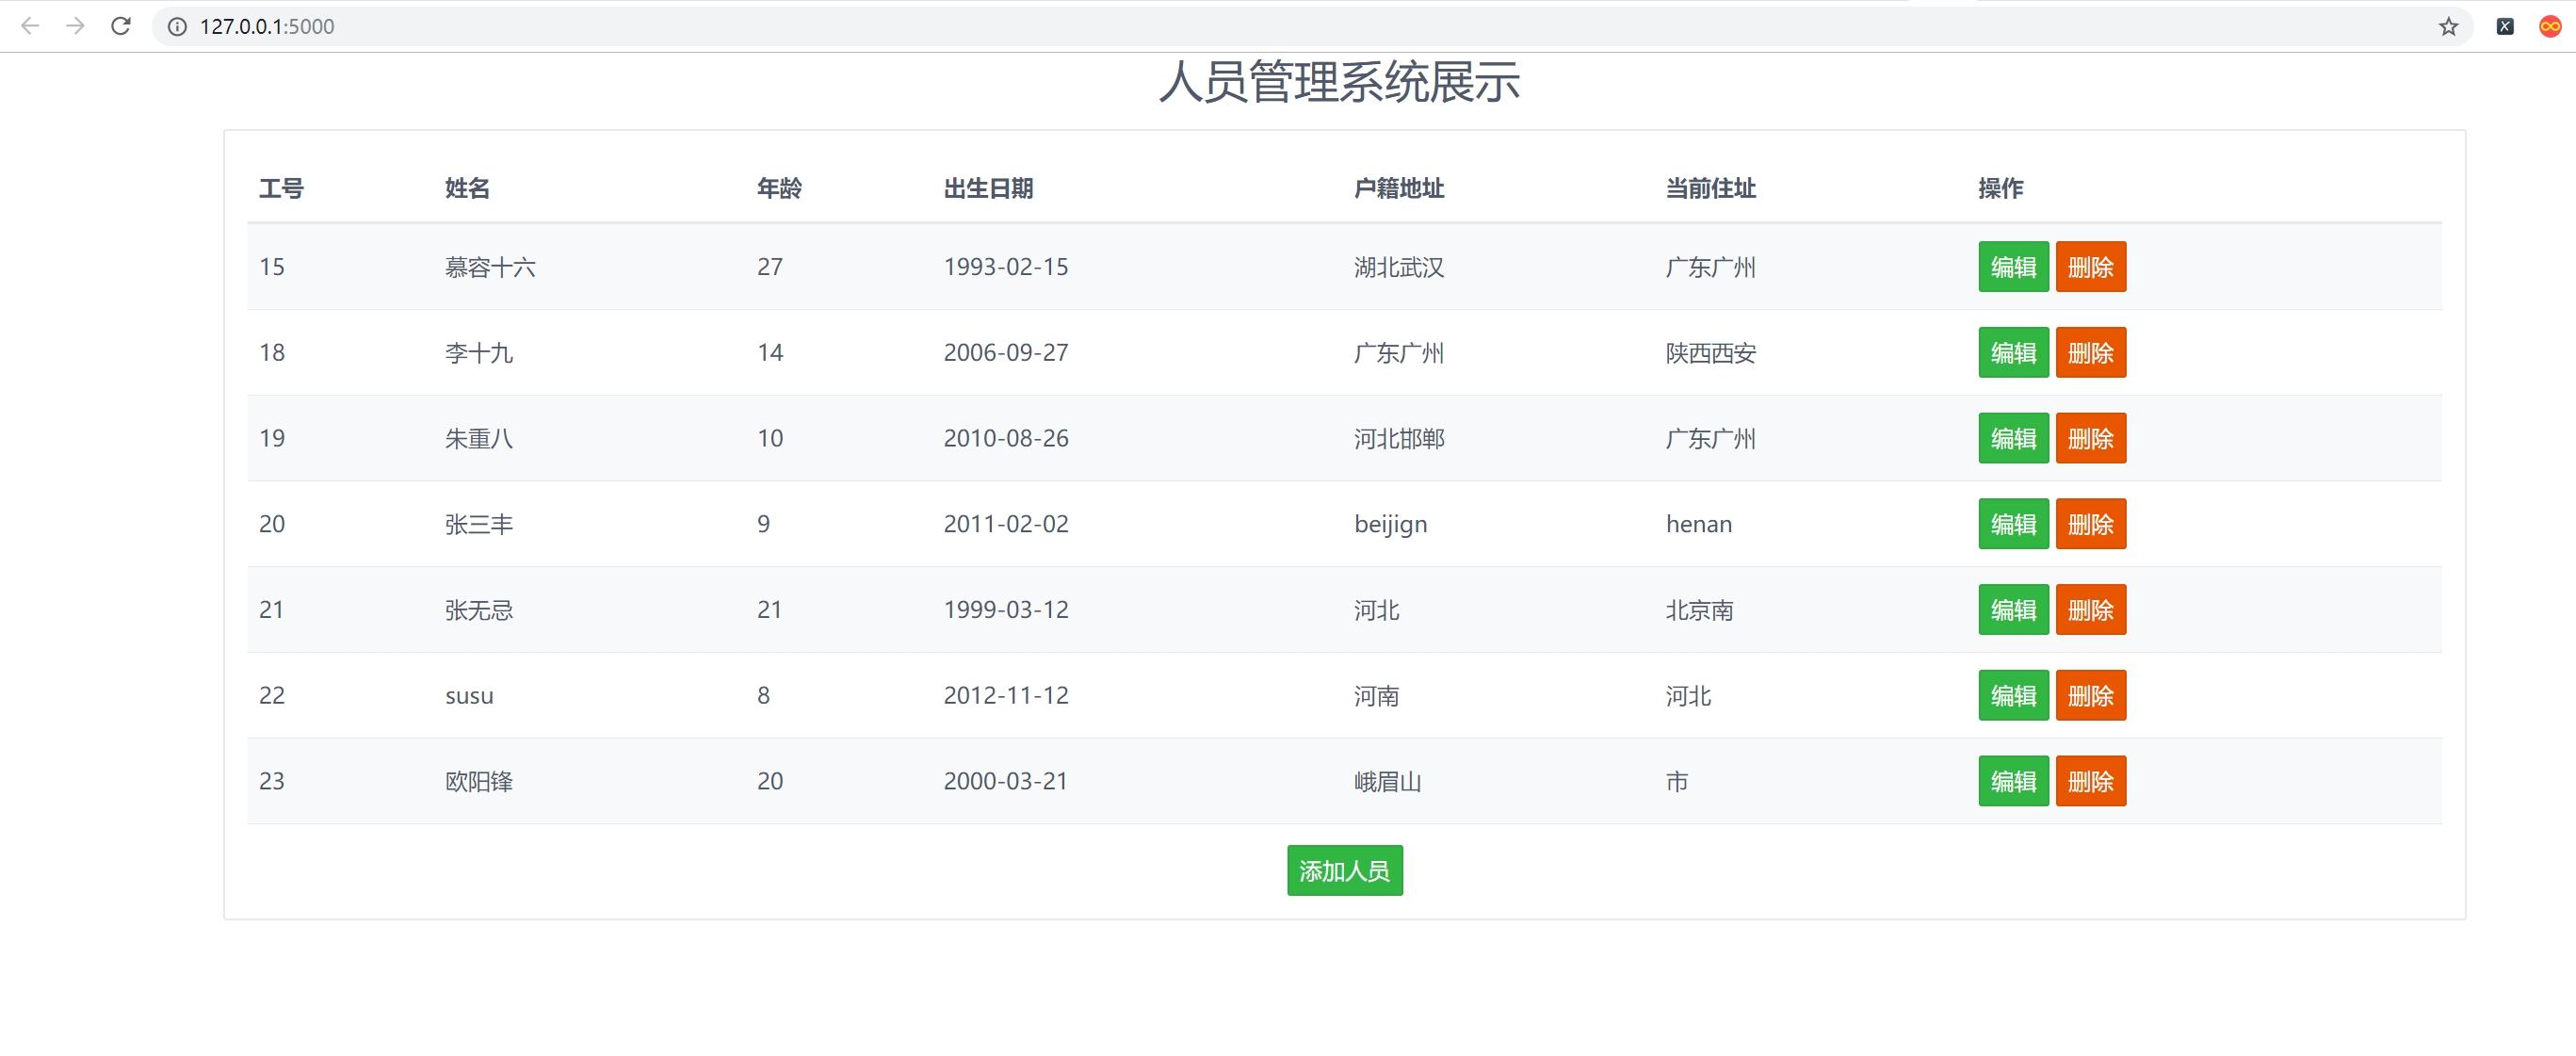 127.0.0.1:5000
人员管理系统展示
工号 姓名 年龄 出生日期 户籍地址 当前住址 操作
15 慕容十六 27 1993-02-15 湖北武汉 广东广州 编辑 删除
18 李十九 14 2006-09-27 广东广州 陕西西安 编辑 删除
19 朱重八 10 2010-08-26 河北邯郸 广东广州 编辑 删除
20 张三丰 9 2011-02-02 beijign henan 编辑 删除
21 张无忌 21 1999-03-12 河北 北京南 编辑 删除
22 susu 8 2012-11-12 河南 河北 编辑 删除
23 欧阳锋 20 2000-03-21 峨眉山 市 编辑 删除
添加人员